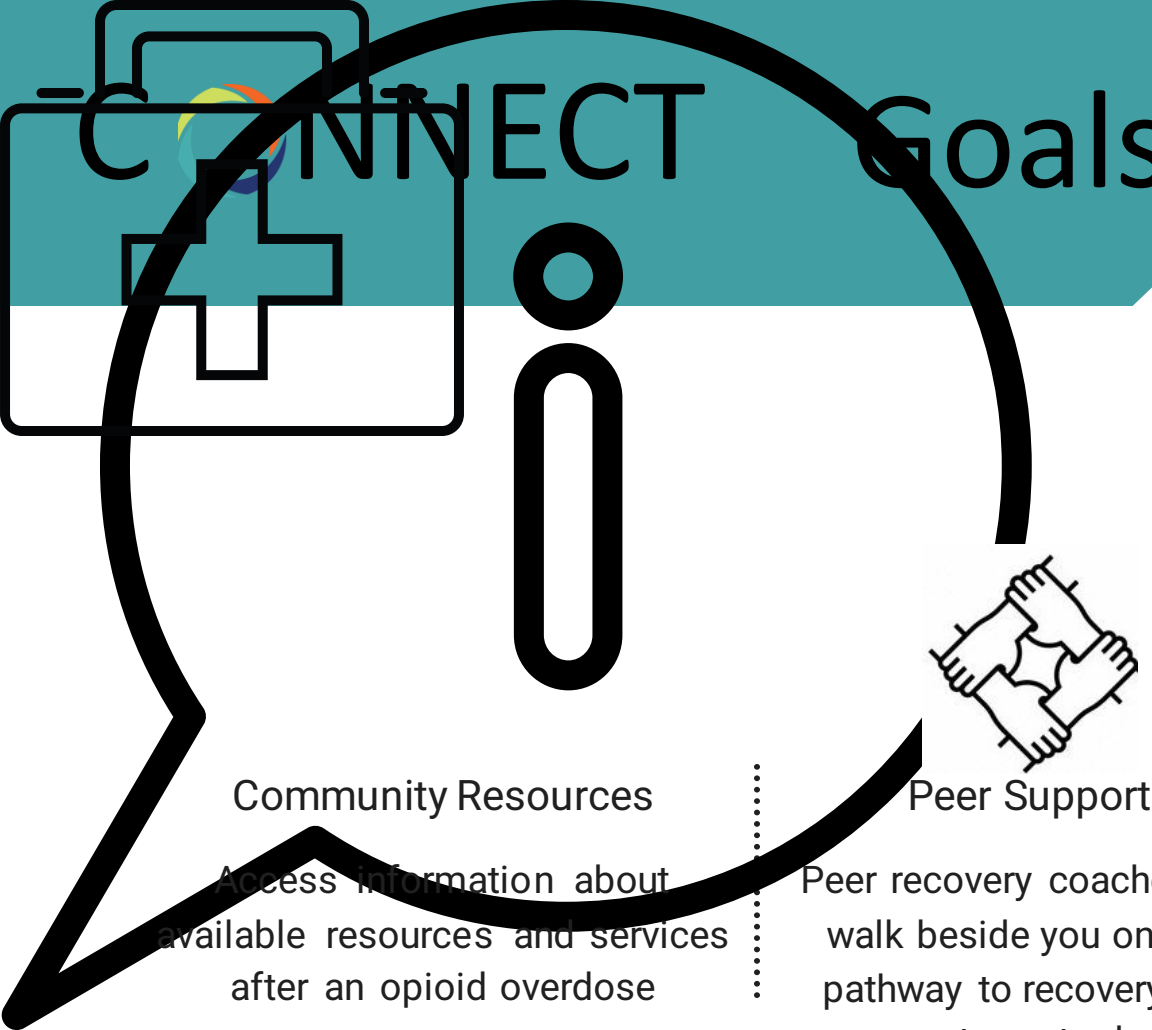 CONNECT Goals
Community Resources
Access information about
available resources and services
after an opioid overdose
Peer Support
Peer recovery
walk beside you on
pathway to recovery